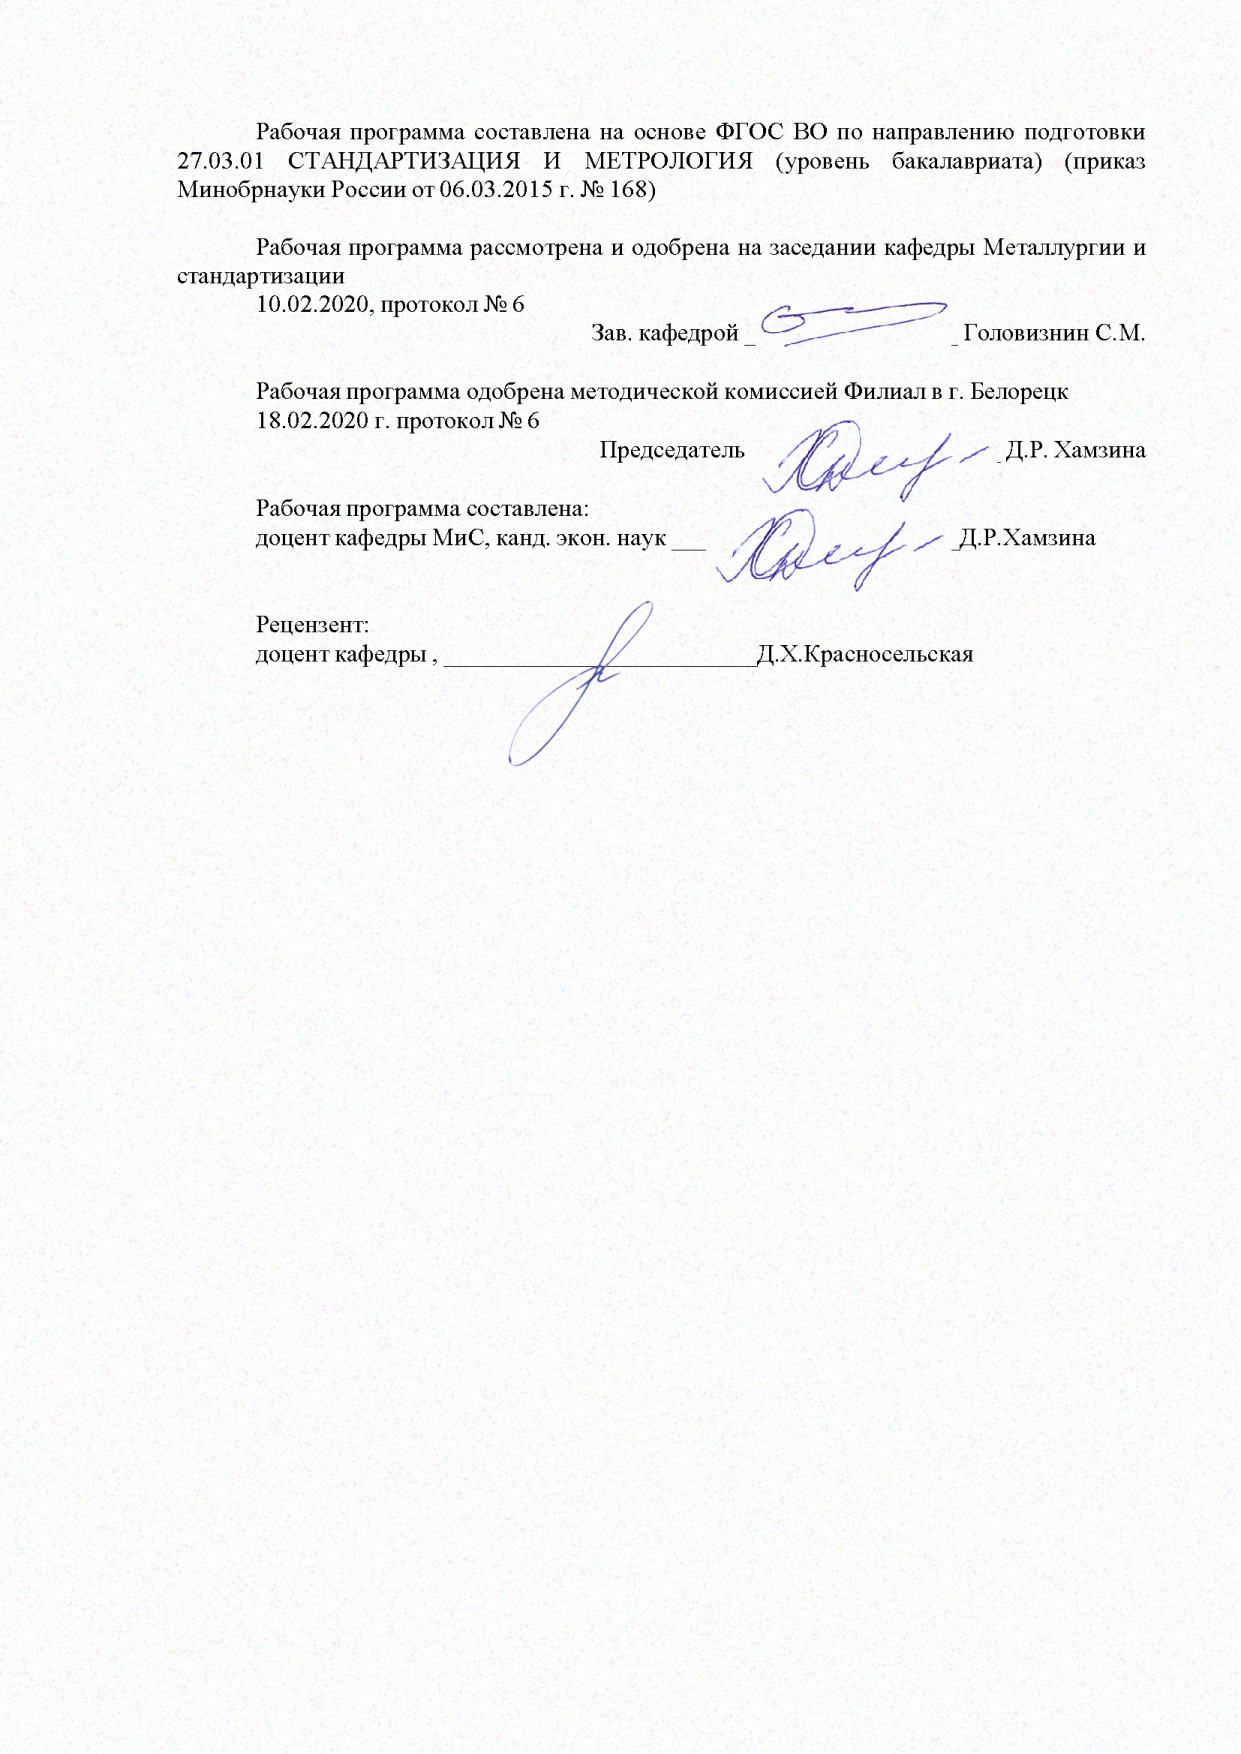 Рабочая программа составлена на основе ФГОС ВО по направлению подготовки
27.03.01 СТАНДАРТИЗАЦИЯ И МЕТРОЛОГИЯ (уровень бакалавриата) (приказ
Минобрнауки России от 06.03.2015 г. № 168)
Рабочая программа рассмотрена и одобрена на заседании кафедры Металлургии и
стандартизации
10.02.2020, протокол № 6
Зав. кафедрой _ _ Головизнин С.М.
Рабочая программа одобрена методической комиссией Филиал в г. Белорецк
18.02.2020 г. протокол № 6
Председатель _ Д.Р. Хамзина
Рабочая программа составлена:
доцент кафедры МиС, канд. экон. наук ___ _Д.Р.Хамзина
Рецензент:
доцент кафедры , __________________________Д.Х.Красносельская